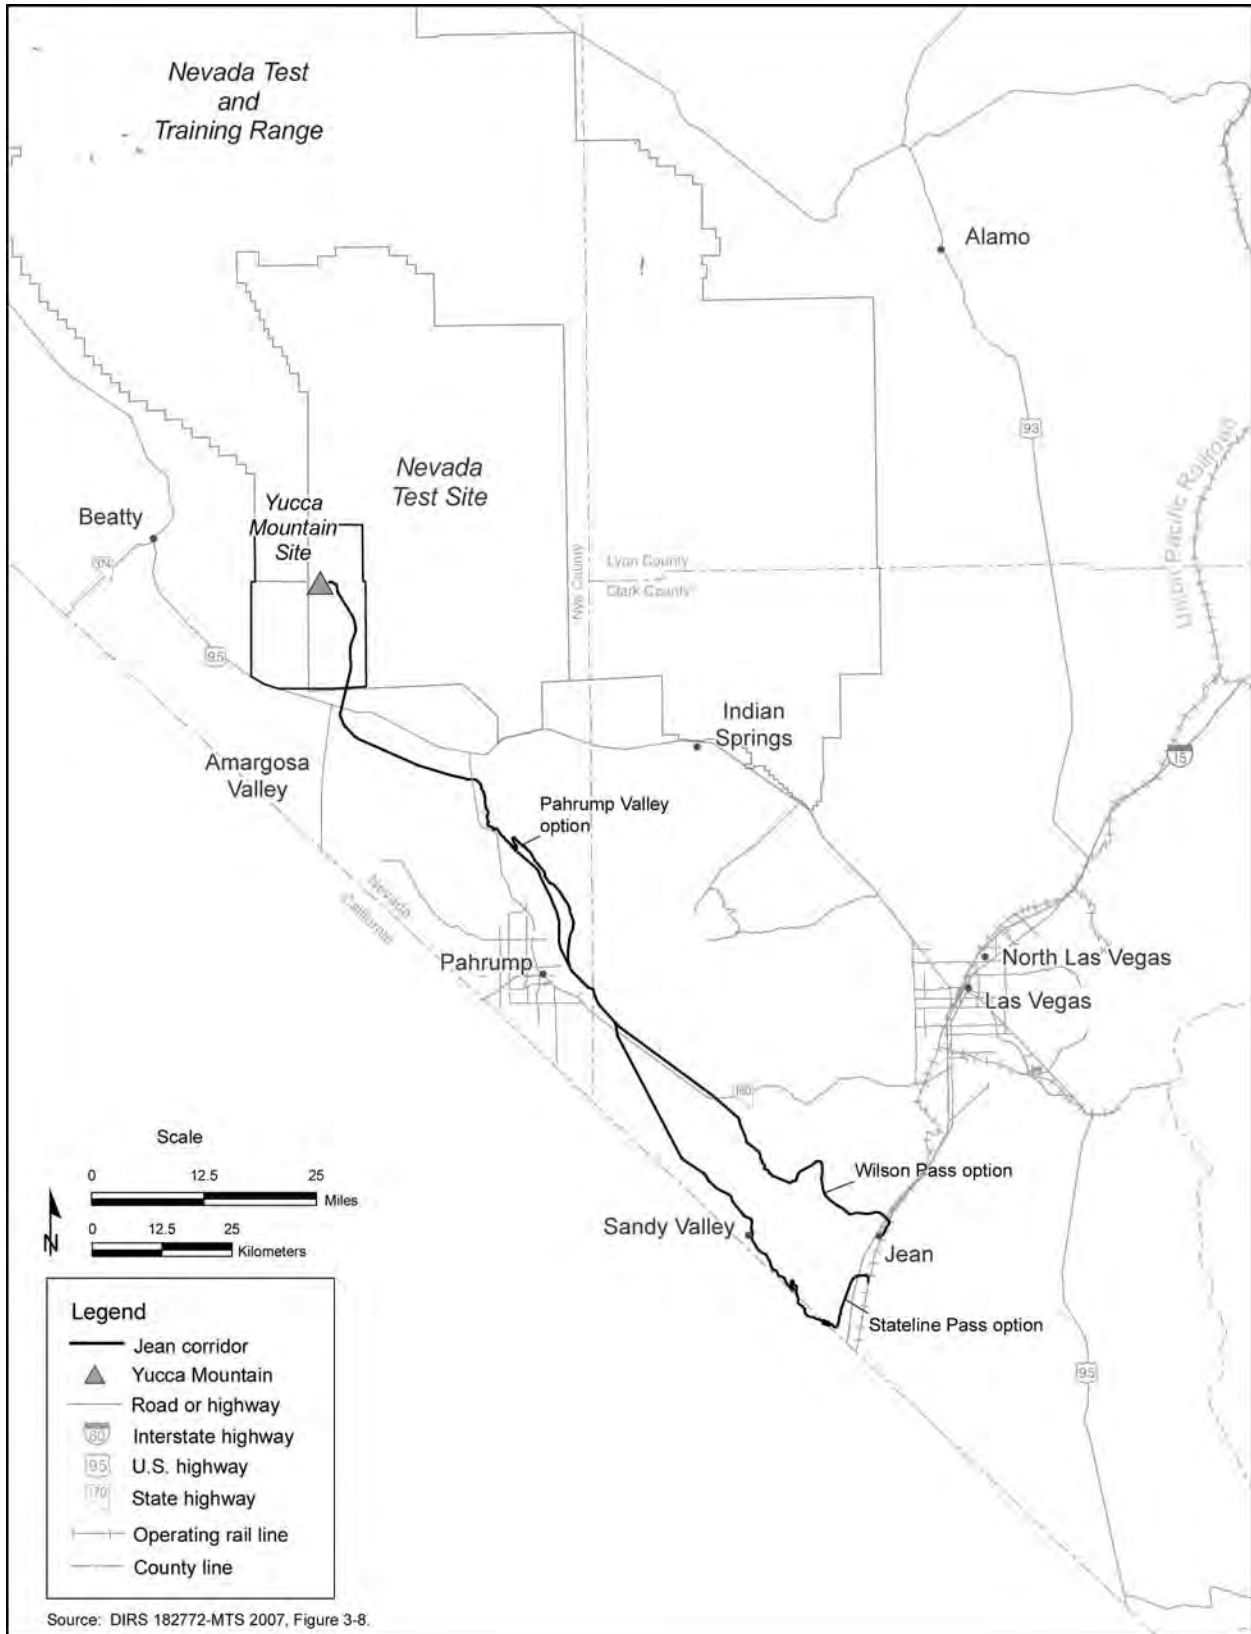 Nevada Test
and
Training Range
Alamo
93
Union Pacific Railroad
Nevada
Test Site
Yucca
Mountain
Site
Beatty
374
Nye County
Lyon County
Clark County
95
Indian
Springs
15
Amargosa
Valley
Pahrump Valley
option
Nevada
California
Pahrump
North Las Vegas
Las Vegas
160
Scale
0 12.5 25
Miles
0 12.5 25
Kilometers
N
Wilson Pass option
Sandy Valley
Jean
Stateline Pass option
95
Legend
Jean corridor
Yucca Mountain
Road or highway
80 Interstate highway
95 U.S. highway
170 State highway
Operating rail line
County line
Source: DIRS 182772-MTS 2007, Figure 3-8.